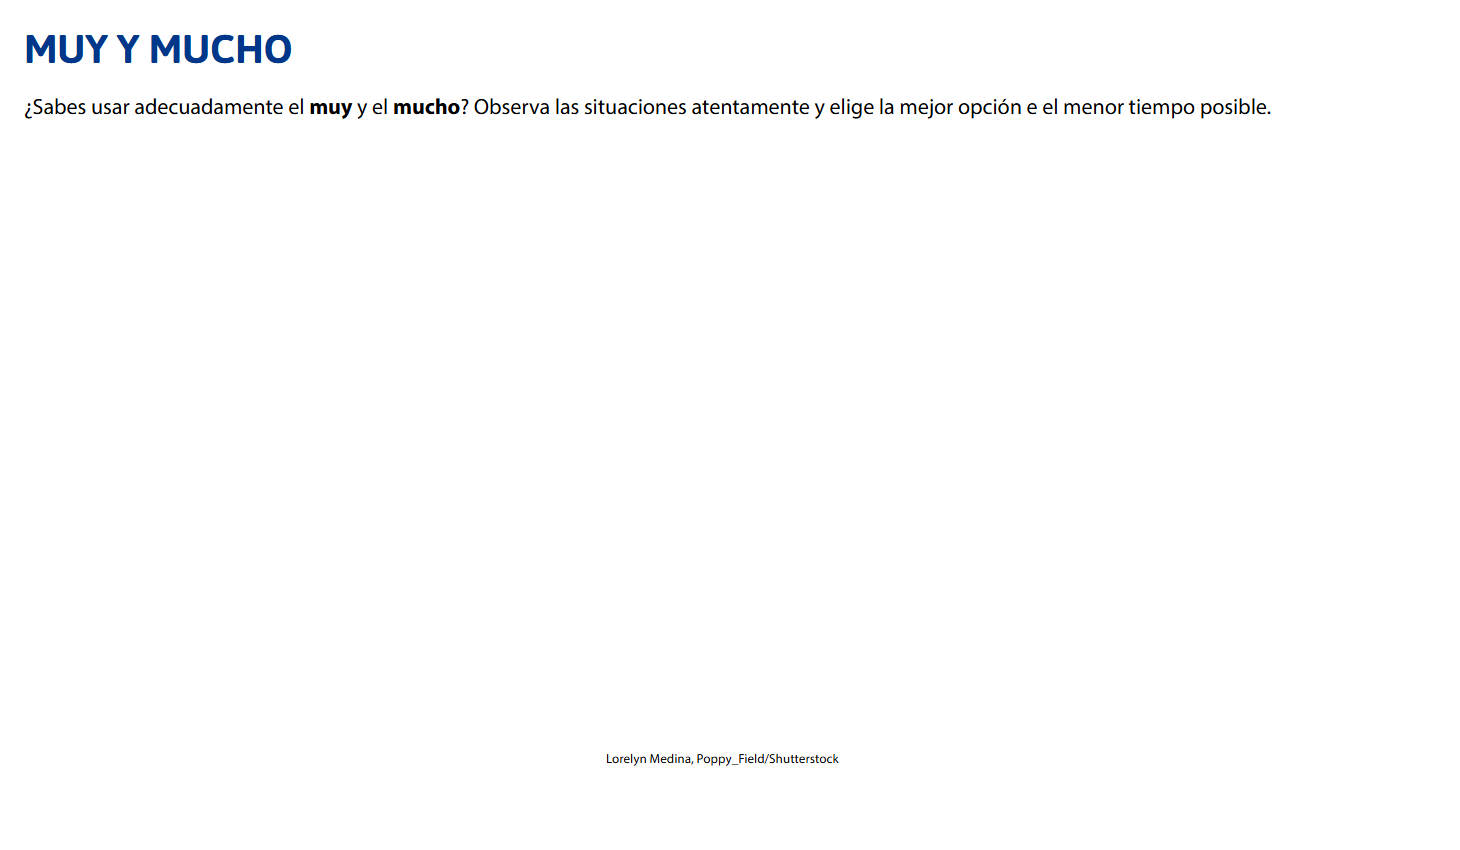 MUY Y MUCHO
¿Sabes usar adecuadamente el muy y el mucho? Observa las situaciones atentamente y elige la mejor opción e el menor tiempo posible.
Lorelyn Medina, Poppy_Field/Shutterstock